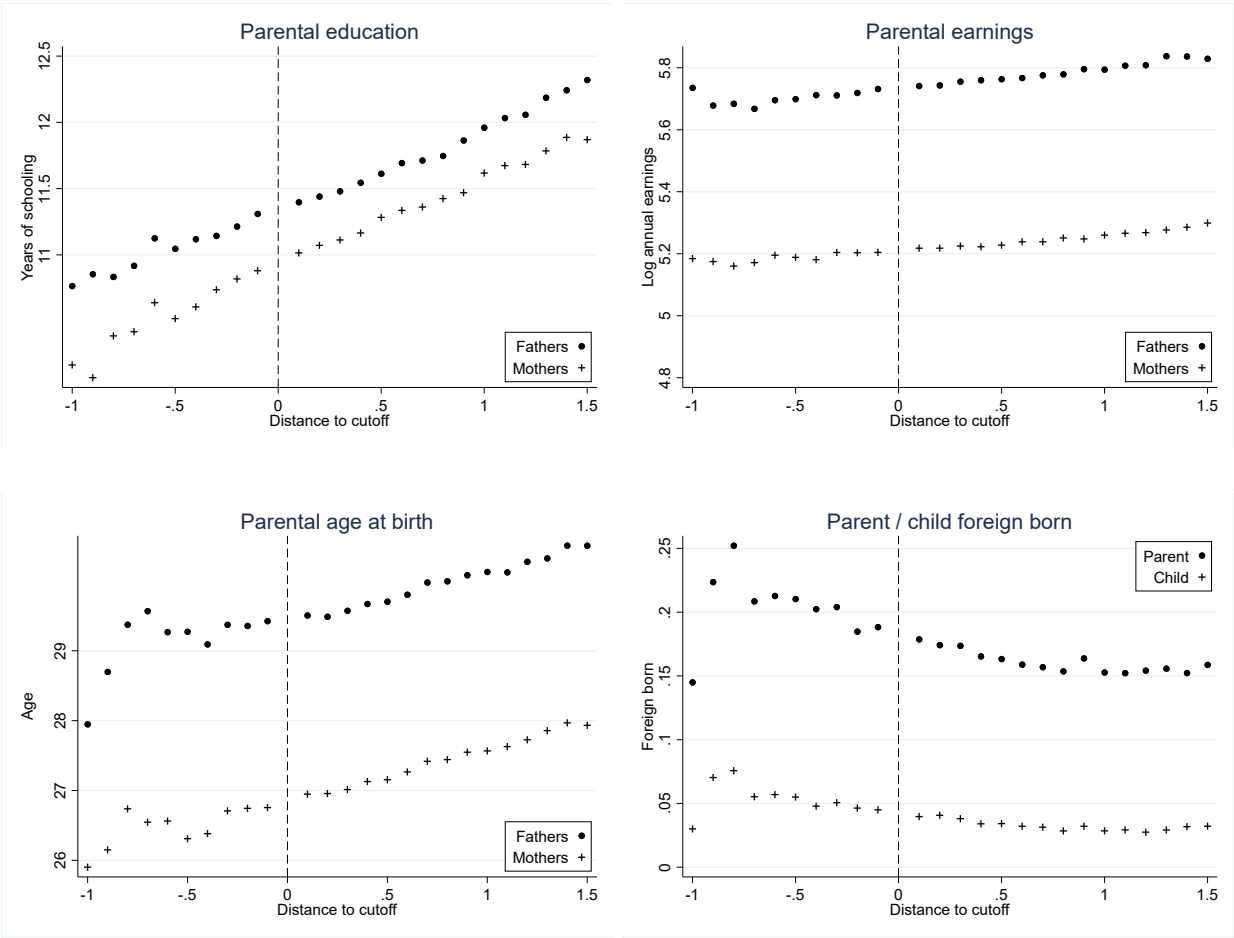 Parental education
Years of schooling
12.5
12
11.5
11
-1 -.5 0 .5 1 1.5
Distance to cutoff
Fathers
Mothers
Parental earnings
Log annual earnings
5.8
5.6
5.4
5.2
5
4.8
-1 -.5 0 .5 1 1.5
Distance to cutoff
Fathers
Mothers
Parental age at birth
Age
29
28
27
26
-1 -.5 0 .5 1 1.5
Distance to cutoff
Fathers
Mothers
Parent / child foreign born
Foreign born
.25
.2
.15
.1
.05
0
-1 -.5 0 .5 1 1.5
Distance to cutoff
Parent
Child